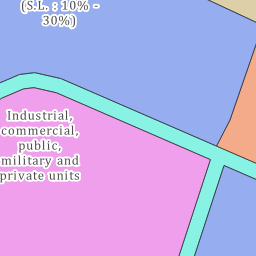 (S.L. : 10% -
30%)
Industrial,
commercial,
public,
military and
private units